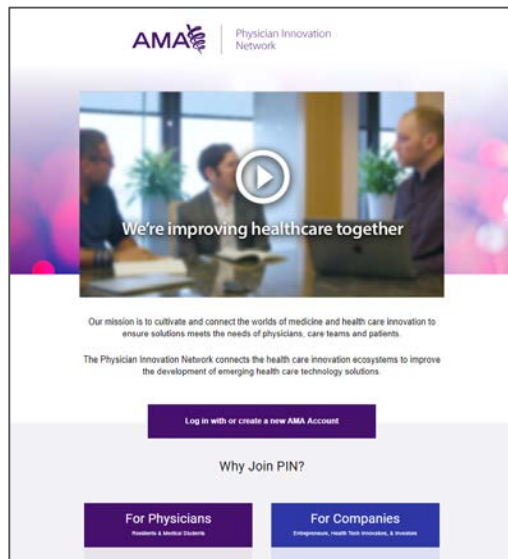 AMA
Physician Innovation
Network
We're improving healthcare together
Our mission is to cultivate and connect the worlds of medicine and health care innovation to
ensure solutions meets the needs of physicians, care teams and patients.
The Physician Innovation Network connects the health care innovation ecosystems to improve
the development of emerging health care technology solutions.
Log in with or create a new AMA Account
Why Join PIN?
For Physicians
Residents & Medical Students
For Companies
Entrepreneurs, Health Tech Innovators, & Investors